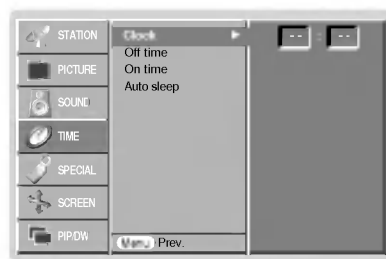 STATION
PICTURE
SOUND
TIME
SPECIAL
SCREEN
PIP/DW
Clock
Off time
On time
Auto sleep
-- : --
Menu Prev.